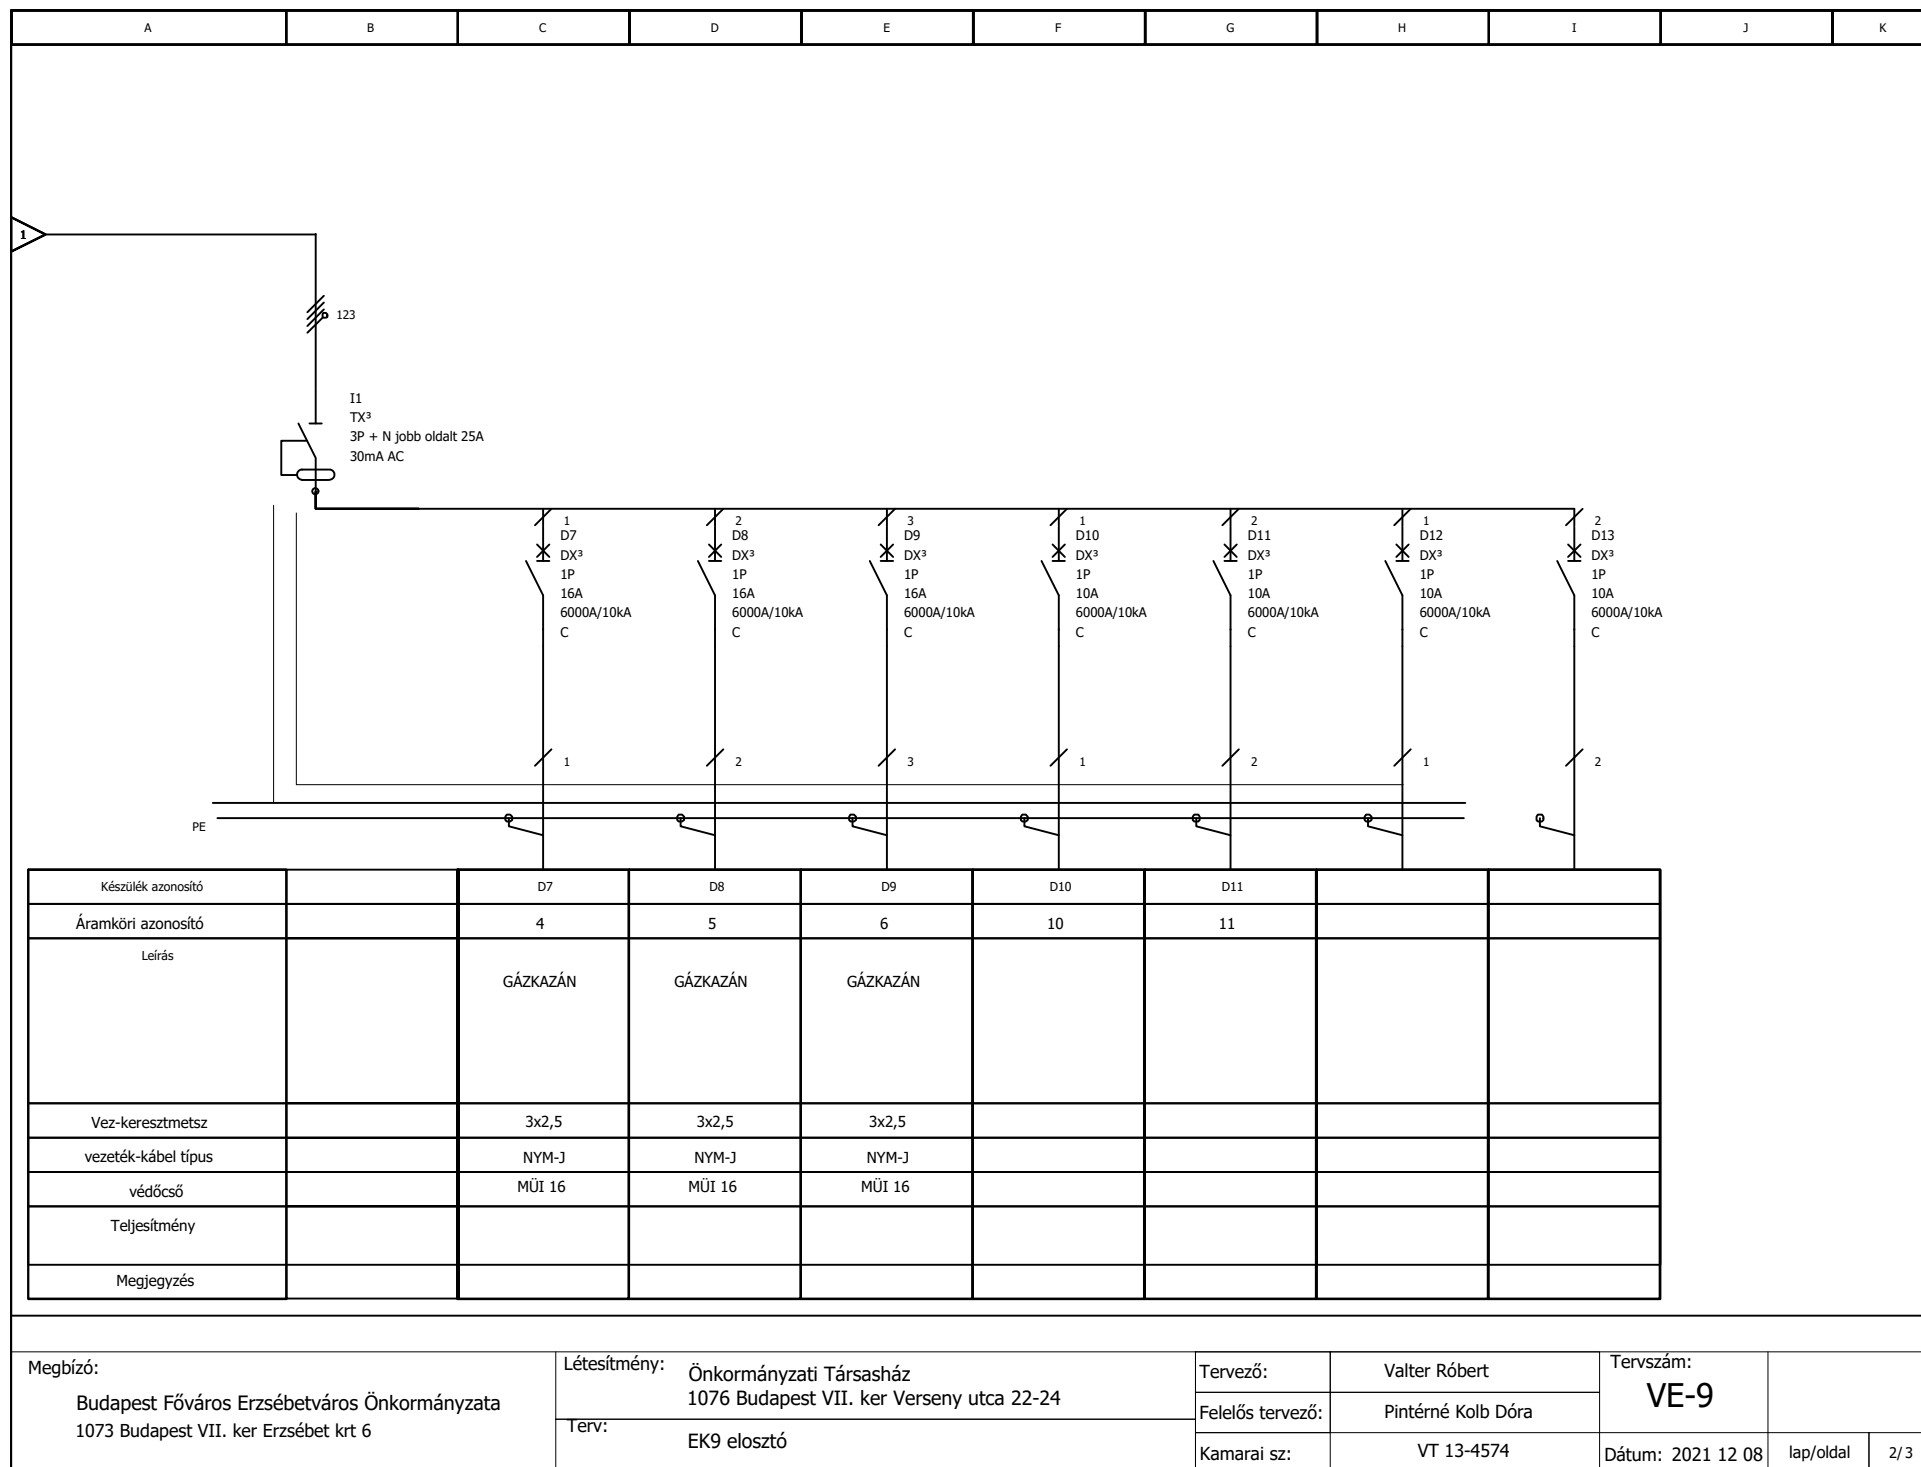 A B C D E F G H I J K
1
123
I1
TX³
3P + N jobb oldalt 25A
30mA AC
1 2 3 1 2 1 2
D7 D8 D9 D10 D11 D12 D13
DX³ DX³ DX³ DX³ DX³ DX³ DX³
1P 1P 1P 1P 1P 1P 1P
16A 16A 16A 10A 10A 10A 10A
6000A/10kA 6000A/10kA 6000A/10kA 6000A/10kA 6000A/10kA 6000A/10kA 6000A/10kA
C C C C C C C
1 2 3 1 2 1 2
PE
Készülék azonosító D7 D8 D9 D10 D11
Áramköri azonosító 4 5 6 10 11
Leírás
GÁZKAZÁN GÁZKAZÁN GÁZKAZÁN
Vez-keresztmetsz 3x2,5 3x2,5 3x2,5
vezeték-kábel típus NYM-J NYM-J NYM-J
védőcső MÜI 16 MÜI 16 MÜI 16
Teljesítmény
Megjegyzés
Megbízó:
Budapest Főváros Erzsébetváros Önkormányzata
1073 Budapest VII. ker Erzsébet krt 6
Létesítmény: Önkormányzati Társasház
1076 Budapest VII. ker Verseny utca 22-24
Terv:
EK9 elosztó
Tervező: Valter Róbert
Felelős tervező: Pintérné Kolb Dóra
Kamarai sz: VT 13-4574
Tervszám:
VE-9
Dátum: 2021 12 08 lap/oldal 2/3